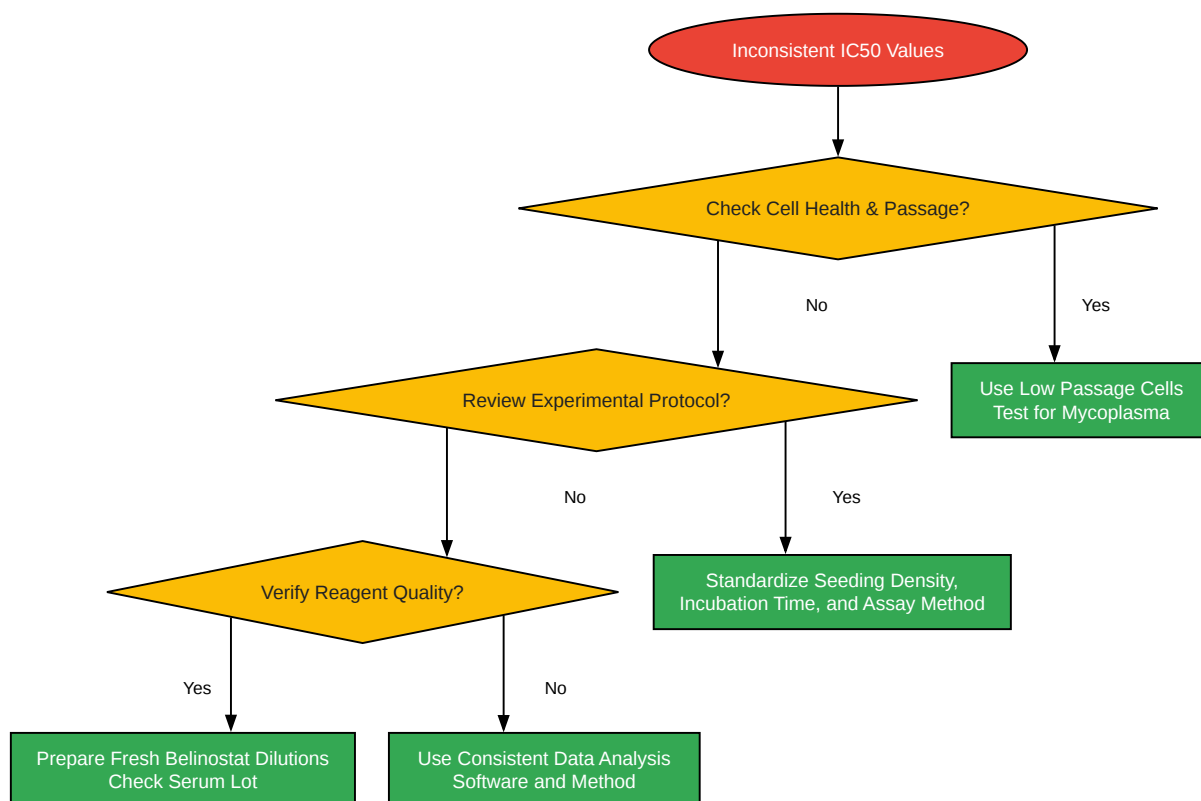 Inconsistent IC50 Values
Check Cell Health & Passage?
No
Yes
Use Low Passage Cells
Test for Mycoplasma
Review Experimental Protocol?
No
Yes
Standardize Seeding Density,
Incubation Time, and Assay Method
Verify Reagent Quality?
Yes
No
Prepare Fresh Belinostat Dilutions
Check Serum Lot
Use Consistent Data Analysis
Software and Method